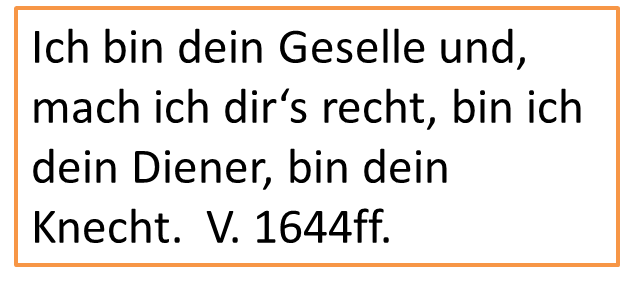 Ich bin dein Geselle und,
mach ich dir‘s recht, bin ich
dein Diener, bin dein
Knecht.  V. 1644ff.